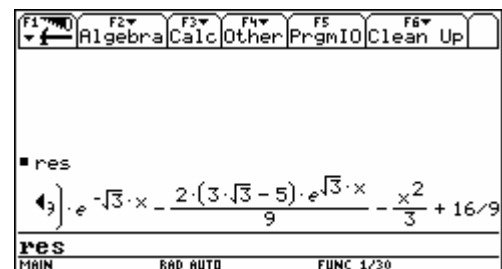 F1 F2 Algebra F3 Calc F4 Other F5 PrgmIO F6 Clean Up
■ res
◀9)·e^(-√3·x) - 2·(3·√3 - 5)·e^(√3·x)/9 - x²/3 + 16/9
res
MAIN RAD AUTO FUNC 1/30